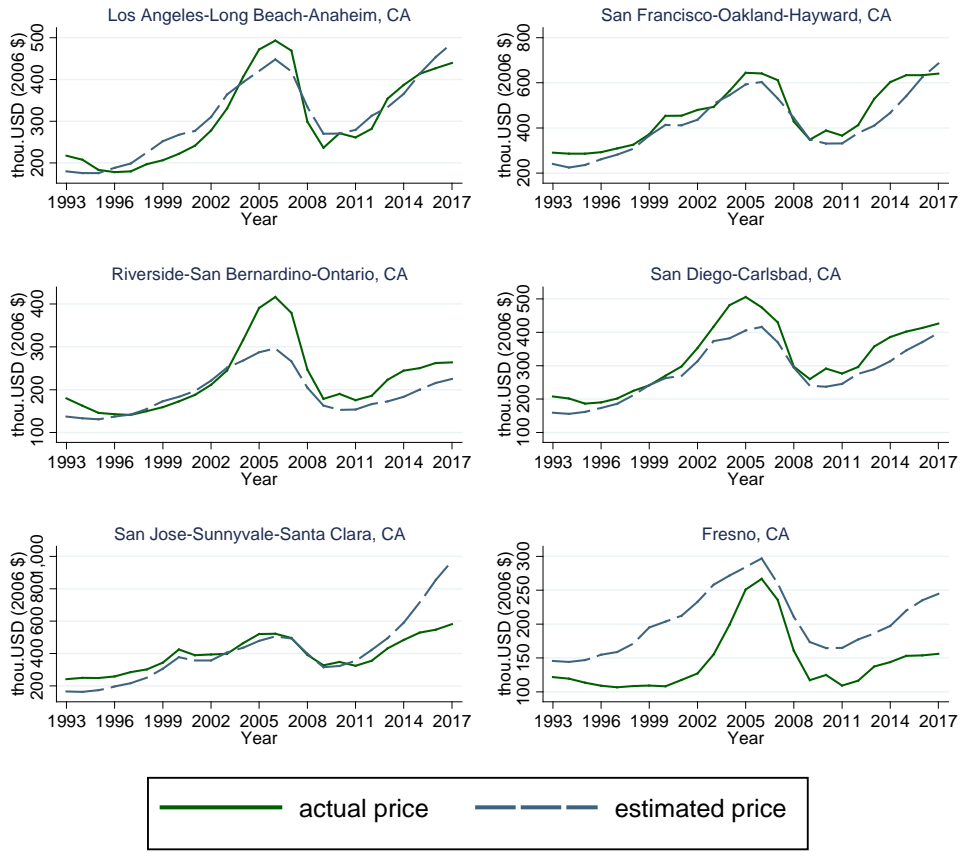 Los Angeles-Long Beach-Anaheim, CA
thou.USD (2006 $)
500
400
300
200
1993 1996 1999 2002 2005 2008 2011 2014 2017
Year
San Francisco-Oakland-Hayward, CA
thou.USD (2006 $)
800
600
400
200
1993 1996 1999 2002 2005 2008 2011 2014 2017
Year
Riverside-San Bernardino-Ontario, CA
thou.USD (2006 $)
400
300
200
100
1993 1996 1999 2002 2005 2008 2011 2014 2017
Year
San Diego-Carlsbad, CA
thou.USD (2006 $)
500
400
300
200
100
1993 1996 1999 2002 2005 2008 2011 2014 2017
Year
San Jose-Sunnyvale-Santa Clara, CA
thou.USD (2006 $)
1,000
800
600
400
200
1993 1996 1999 2002 2005 2008 2011 2014 2017
Year
Fresno, CA
thou.USD (2006 $)
300
250
200
150
100
1993 1996 1999 2002 2005 2008 2011 2014 2017
Year
actual price
estimated price